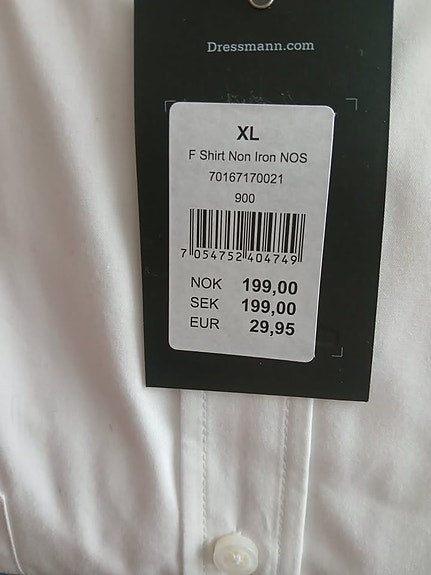 Dressmann.com
XL
F Shirt Non Iron NOS
70167170021
900
7 054752 404749
NOK 199,00
SEK 199,00
EUR 29,95